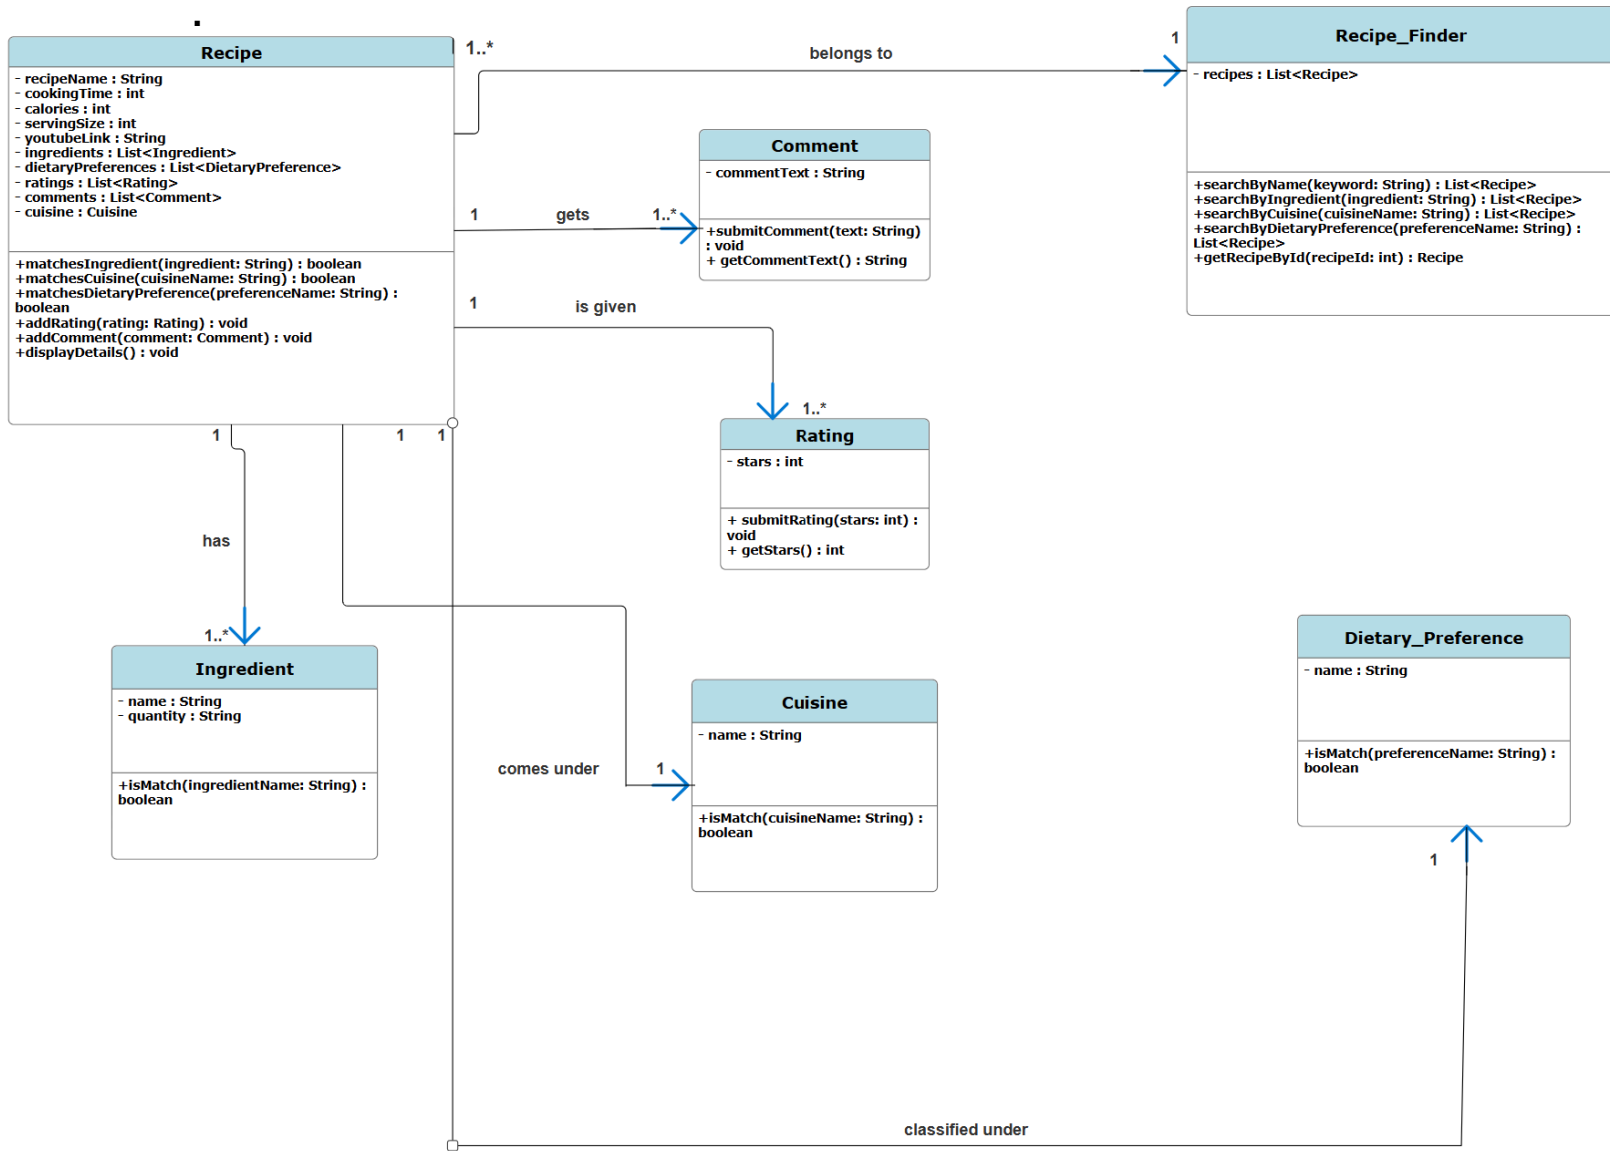 Recipe
- recipeName : String
- cookingTime : int
- calories : int
- servingSize : int
- youtubeLink : String
- ingredients : List<Ingredient>
- dietaryPreferences : List<DietaryPreference>
- ratings : List<Rating>
- comments : List<Comment>
- cuisine : Cuisine
+matchesIngredient(ingredient: String) : boolean
+matchesCuisine(cuisineName: String) : boolean
+matchesDietaryPreference(preferenceName: String) :
boolean
+addRating(rating: Rating) : void
+addComment(comment: Comment) : void
+displayDetails() : void
1..*
belongs to
1
Recipe_Finder
- recipes : List<Recipe>
+searchByName(keyword: String) : List<Recipe>
+searchByIngredient(ingredient: String) : List<Recipe>
+searchByCuisine(cuisineName: String) : List<Recipe>
+searchByDietaryPreference(preferenceName: String) :
List<Recipe>
+getRecipeById(recipeId: int) : Recipe
1
gets
1..*
Comment
- commentText : String
+submitComment(text: String)
: void
+ getCommentText() : String
1
is given
1..*
Rating
- stars : int
+ submitRating(stars: int) :
void
+ getStars() : int
1
has
1..*
Ingredient
- name : String
- quantity : String
+isMatch(ingredientName: String) :
boolean
1
comes under
1
Cuisine
- name : String
+isMatch(cuisineName: String) :
boolean
1
classified under
1
Dietary_Preference
- name : String
+isMatch(preferenceName: String) :
boolean